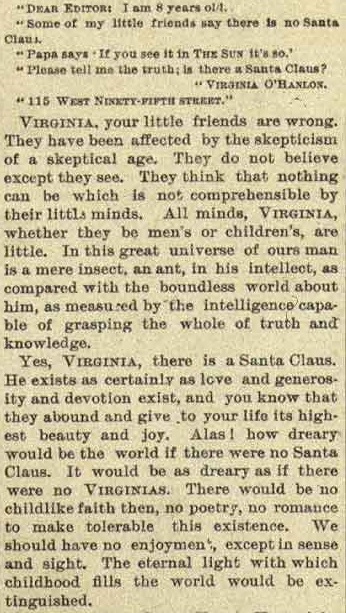 "DEAR EDITOR: I am 8 years old.
"Some of my little friends say there is no Santa
Claus.
"Papa says 'If you see it in THE SUN it's so.'
"Please tell me the truth; is there a Santa Claus?
"VIRGINIA O'HANLON.
"115 WEST NINETY-FIFTH STREET."
VIRGINIA, your little friends are wrong.
They have been affected by the skepticism
of a skeptical age. They do not believe
except they see. They think that nothing
can be which is not comprehensible by
their little minds. All minds, VIRGINIA,
whether they be men's or children's, are
little. In this great universe of ours man
is a mere insect, an ant, in his intellect, as
compared with the boundless world about
him, as measured by the intelligence capa-
ble of grasping the whole of truth and
knowledge.
Yes, VIRGINIA, there is a Santa Claus.
He exists as certainly as love and generos-
ity and devotion exist, and you know that
they abound and give to your life its high-
est beauty and joy. Alas! how dreary
would be the world if there were no Santa
Claus. It would be as dreary as if there
were no VIRGINIAS. There would be no
childlike faith then, no poetry, no romance
to make tolerable this existence. We
should have no enjoyment, except in sense
and sight. The eternal light with which
childhood fills the world would be ex-
tinguished.